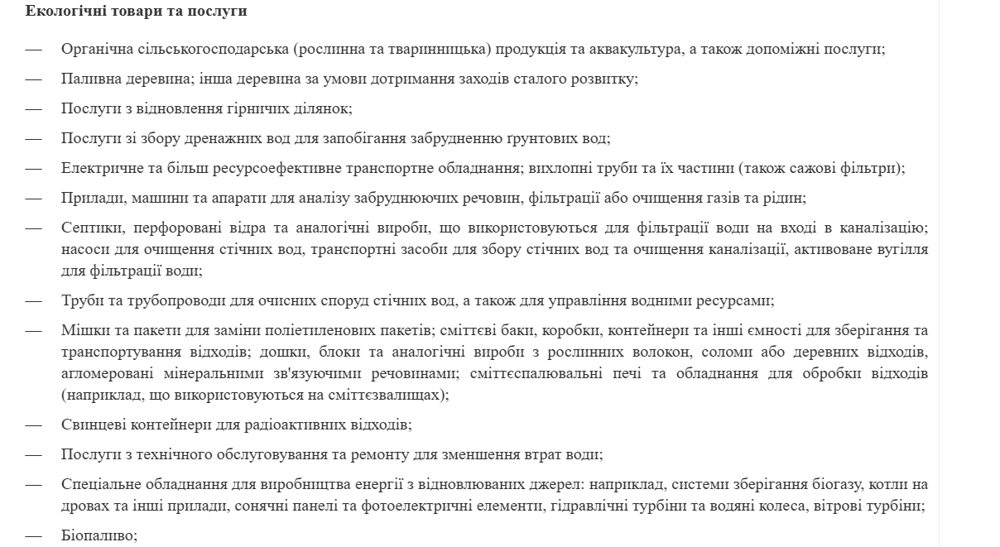 Екологічні товари та послуги
— Органічна сільськогосподарська (рослинна та тваринницька) продукція та аквакультура, а також допоміжні послуги;
— Паливна деревина; інша деревина за умови дотримання заходів сталого розвитку;
— Послуги з відновлення гірничих ділянок;
— Послуги зі збору дренажних вод для запобігання забрудненню ґрунтових вод;
— Електричне та більш ресурсоефективне транспортне обладнання; вихлопні труби та їх частини (також сажові фільтри);
— Прилади, машини та апарати для аналізу забруднюючих речовин, фільтрації або очищення газів та рідин;
— Септики, перфоровані відра та аналогічні вироби, що використовуються для фільтрації води на вході в каналізацію;
насоси для очищення стічних вод, транспортні засоби для збору стічних вод та очищення каналізації, активоване вугілля
для фільтрації води;
— Труби та трубопроводи для очисних споруд стічних вод, а також для управління водними ресурсами;
— Мішки та пакети для заміни поліетиленових пакетів; сміттєві баки, коробки, контейнери та інші ємності для зберігання та
транспортування відходів; дошки, блоки та аналогічні вироби з рослинних волокон, соломи або деревних відходів,
агломеровані мінеральними зв'язуючими речовинами; сміттєспалювальні печі та обладнання для обробки відходів
(наприклад, що використовуються на сміттєзвалищах);
— Свинцеві контейнери для радіоактивних відходів;
— Послуги з технічного обслуговування та ремонту для зменшення втрат води;
— Спеціальне обладнання для виробництва енергії з відновлюваних джерел: наприклад, системи зберігання біогазу, котли на
дровах та інші прилади, сонячні панелі та фотоелектричні елементи, гідравлічні турбіни та водяні колеса, вітрові турбіни;
— Біопаливо;